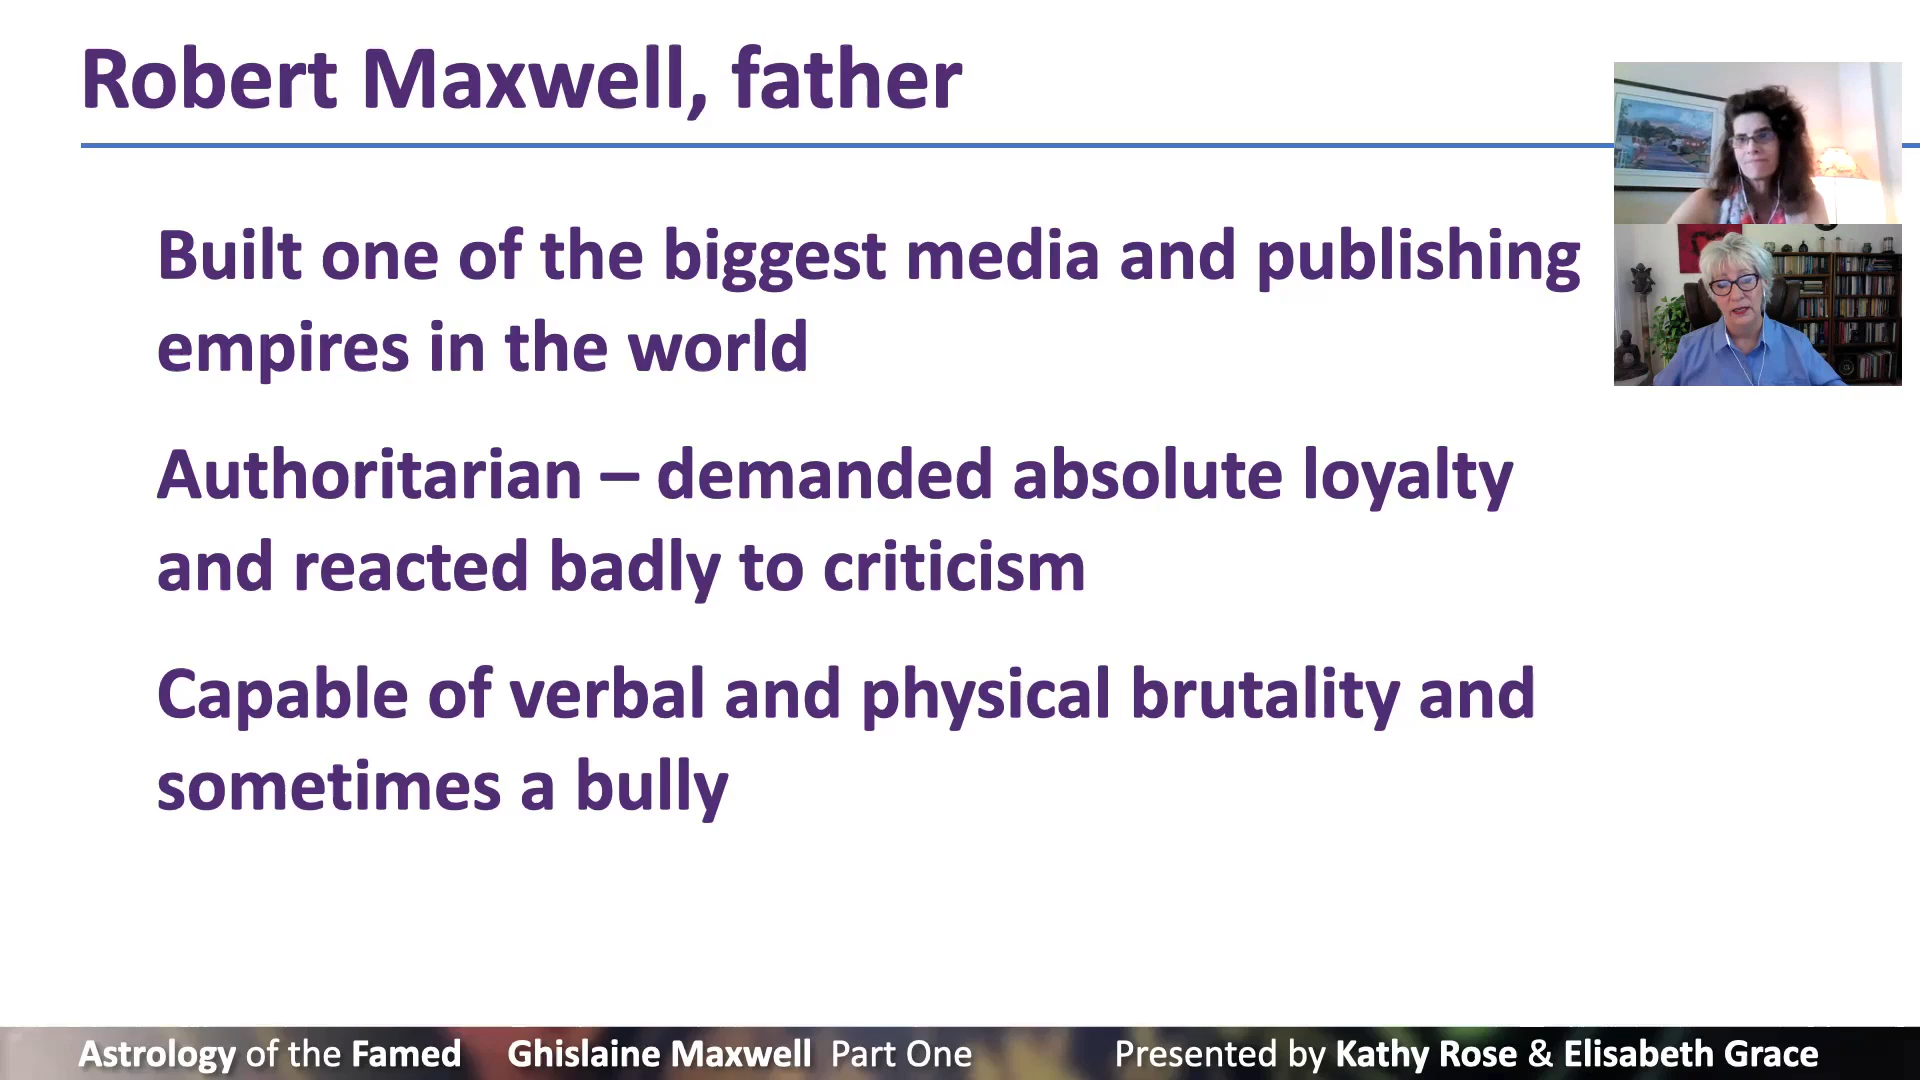 Robert Maxwell, father
Built one of the biggest media and publishing
empires in the world
Authoritarian – demanded absolute loyalty
and reacted badly to criticism
Capable of verbal and physical brutality and
sometimes a bully
Astrology of the Famed Ghislaine Maxwell Part One Presented by Kathy Rose & Elisabeth Grace